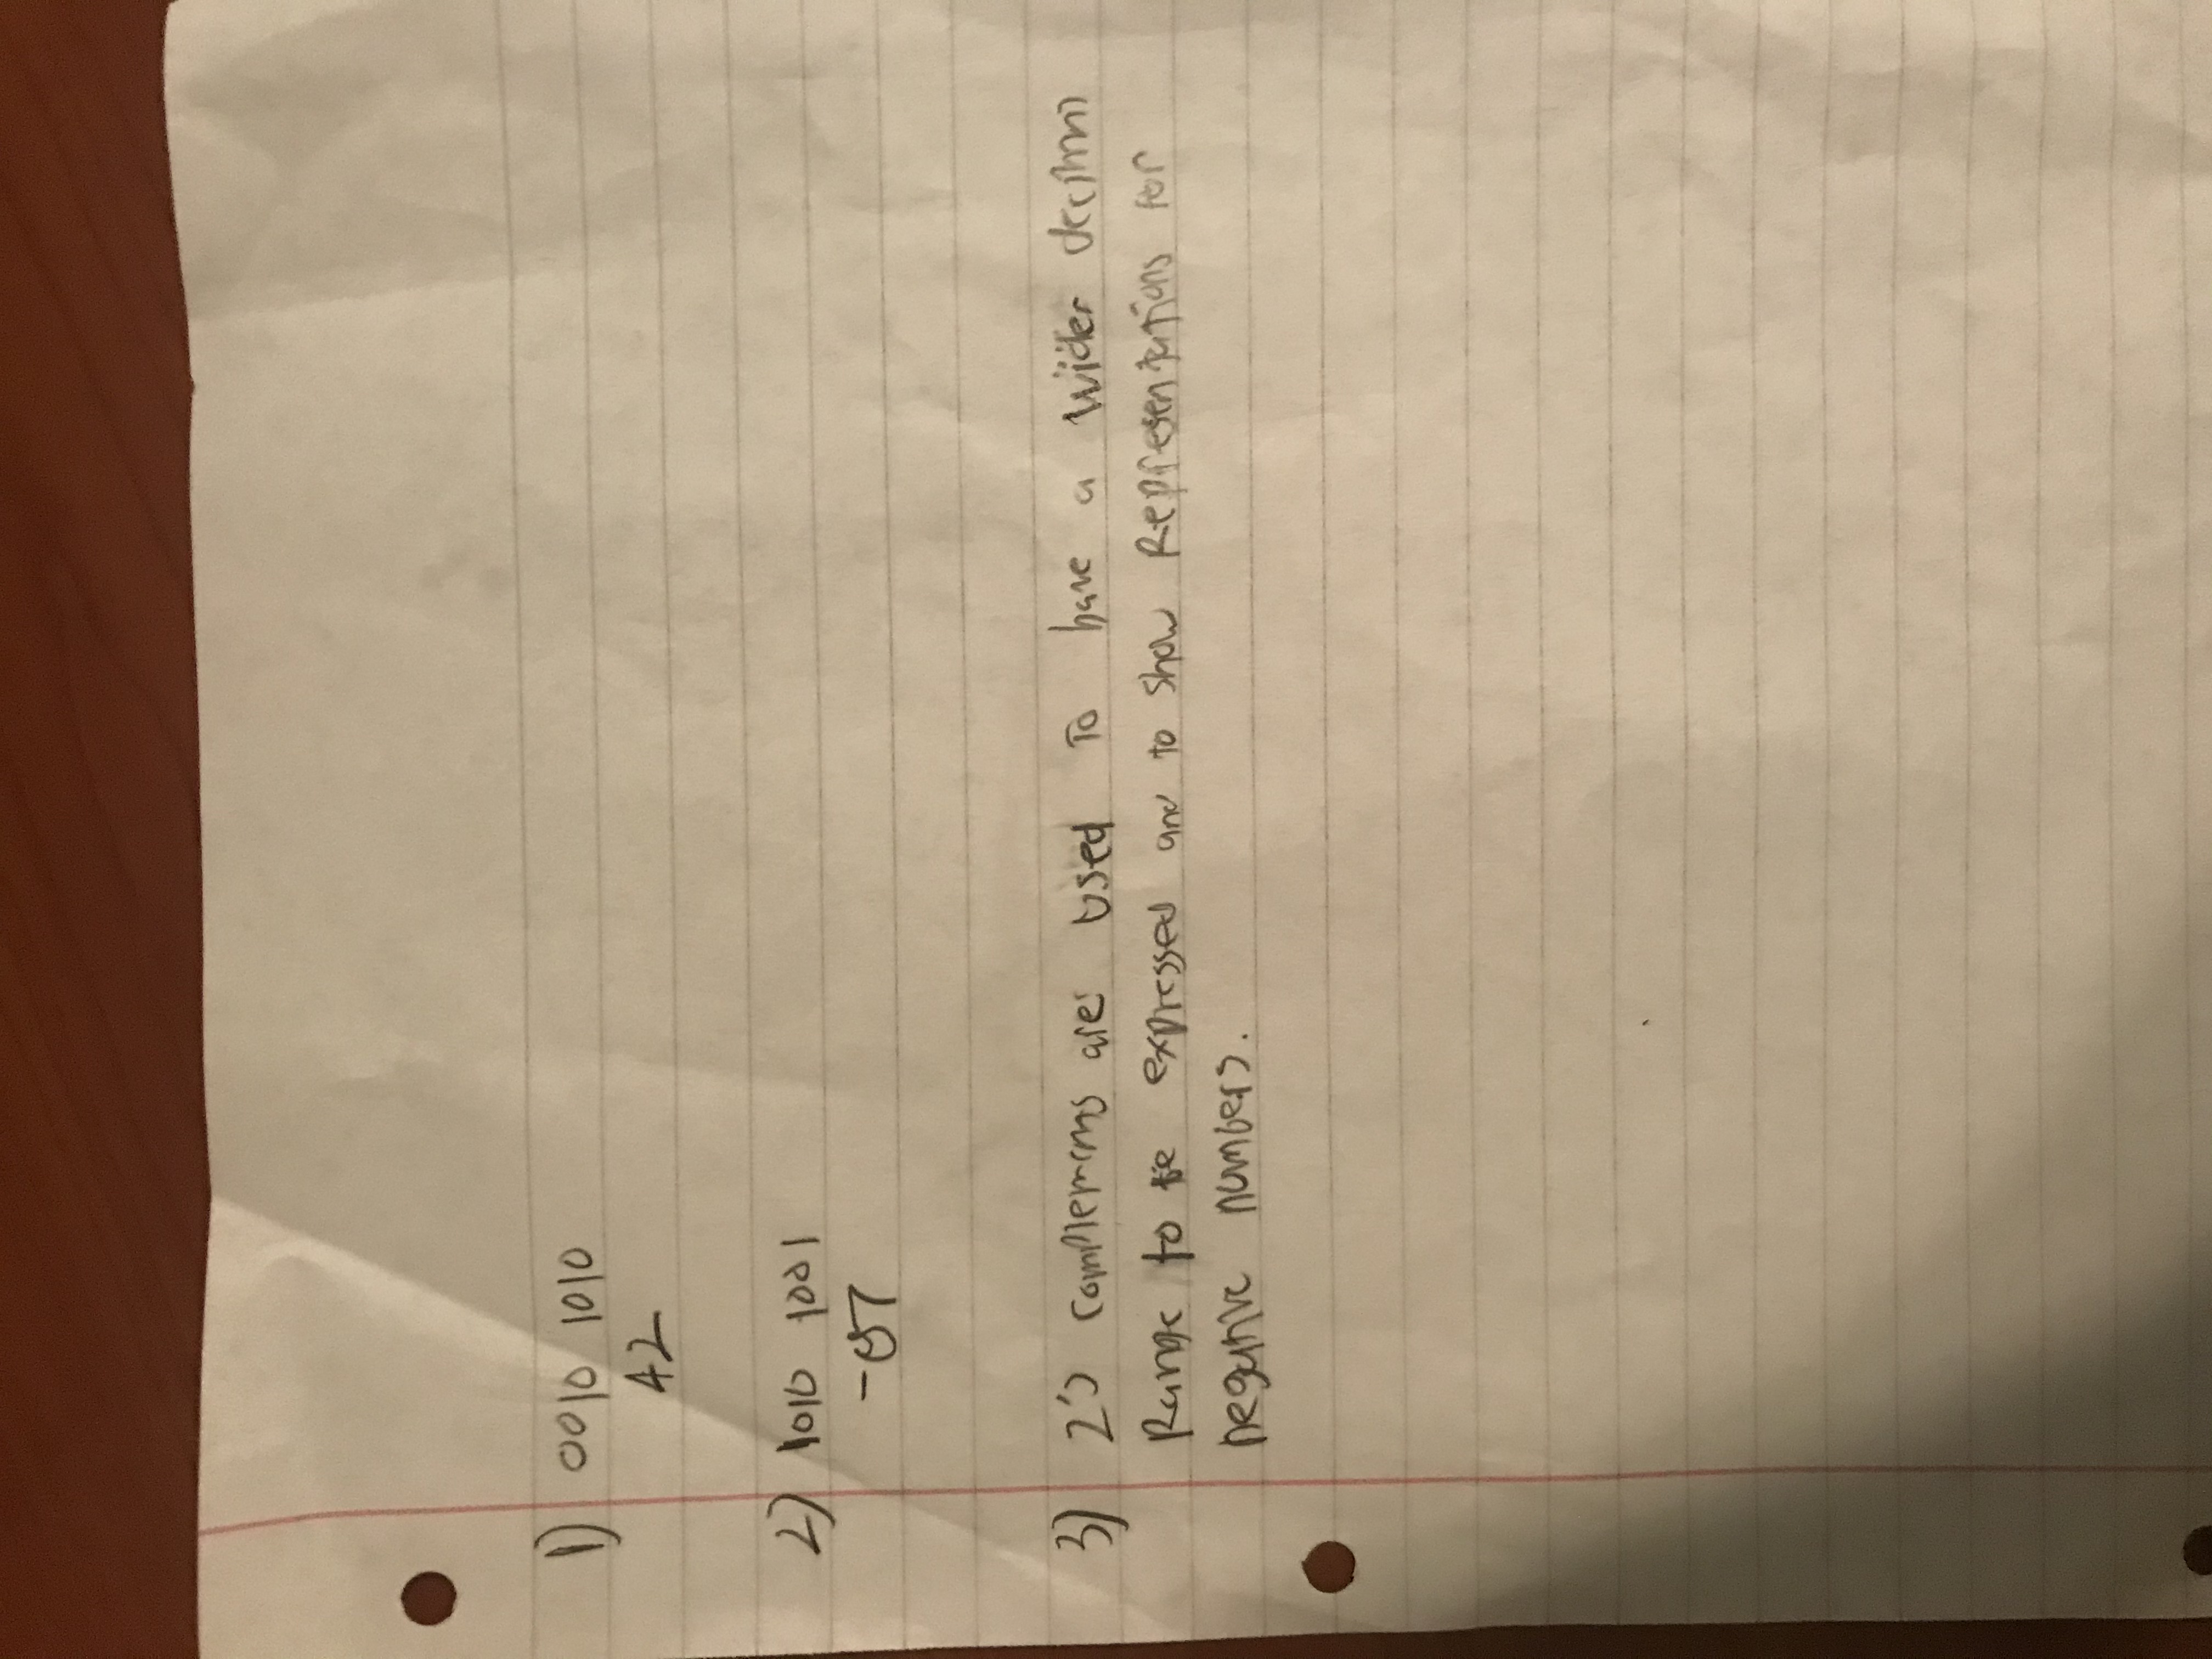 1) 0010 1010
42
2) 1010 1001
-87
3) 2's complements are used to have a wider decimal
Range to be expressed and to show Representations for
negative numbers.